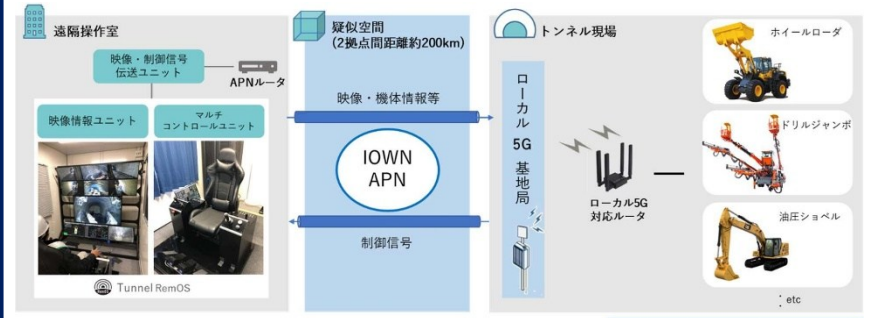 遠隔操作室
映像・制御信号
伝送ユニット
APNルータ
映像情報ユニット
マルチ
コントロールユニット
Tunnel RemOS
疑似空間
(2拠点間距離約200km)
映像・機体情報等
IOWN
APN
制御信号
トンネル現場
ローカル5G基地局
ローカル5G
対応ルータ
ホイールローダ
ドリルジャンボ
油圧ショベル
：etc